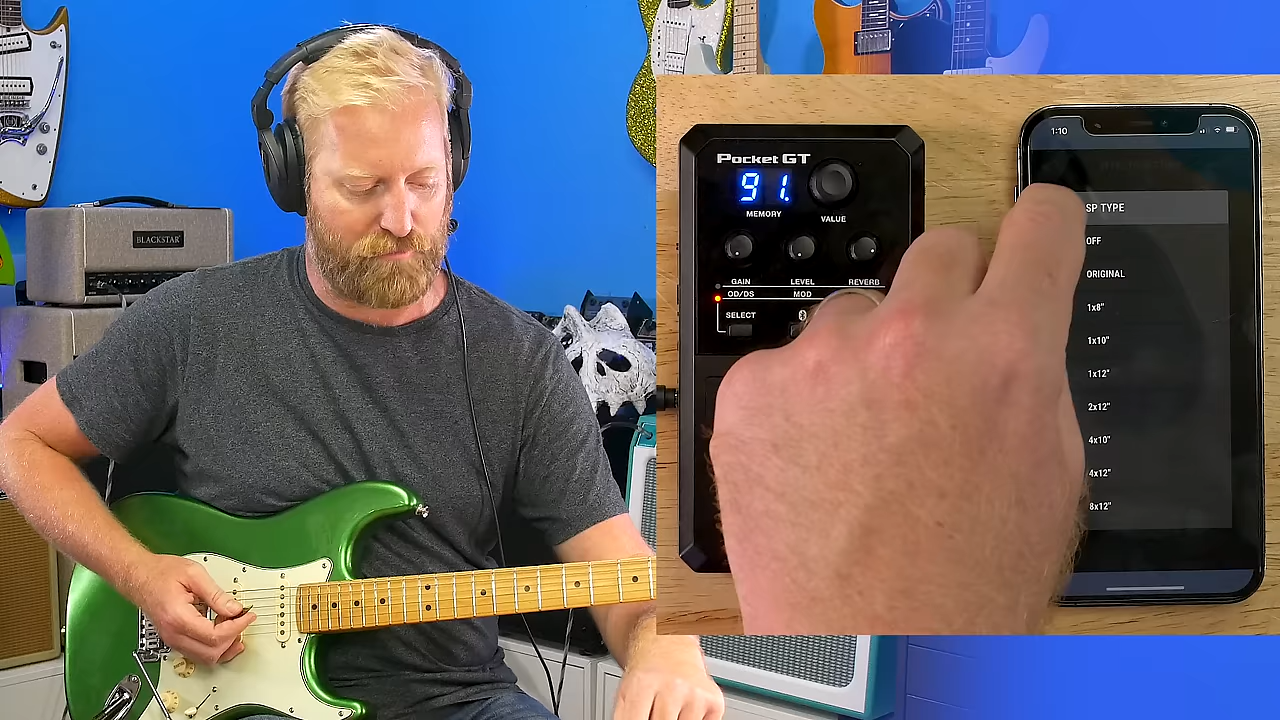 BLACKSTAR
Pocket GT
91.
MEMORY
VALUE
GAIN LEVEL REVERB
OD/DS MOD
SELECT
1:10
SP TYPE
OFF
ORIGINAL
1x8"
1x10"
1x12"
2x12"
4x10"
4x12"
8x12"